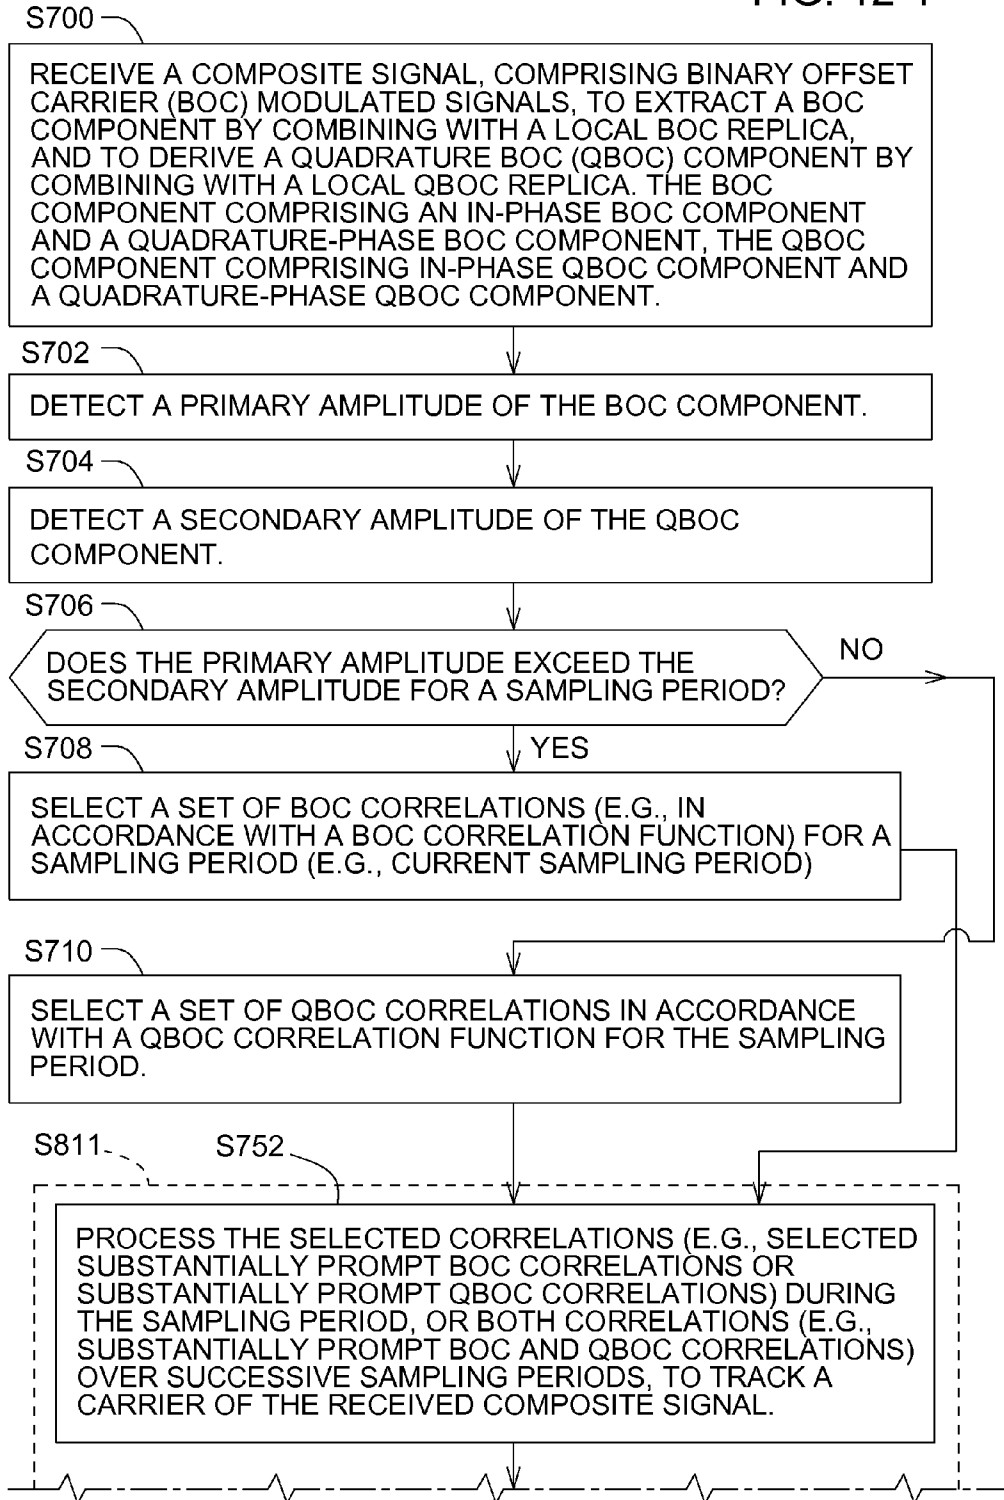 S700
RECEIVE A COMPOSITE SIGNAL, COMPRISING BINARY OFFSET
CARRIER (BOC) MODULATED SIGNALS, TO EXTRACT A BOC
COMPONENT BY COMBINING WITH A LOCAL BOC REPLICA,
AND TO DERIVE A QUADRATURE BOC (QBOC) COMPONENT BY
COMBINING WITH A LOCAL QBOC REPLICA. THE BOC
COMPONENT COMPRISING AN IN-PHASE BOC COMPONENT
AND A QUADRATURE-PHASE BOC COMPONENT, THE QBOC
COMPONENT COMPRISING IN-PHASE QBOC COMPONENT AND
A QUADRATURE-PHASE QBOC COMPONENT.
S702
DETECT A PRIMARY AMPLITUDE OF THE BOC COMPONENT.
S704
DETECT A SECONDARY AMPLITUDE OF THE QBOC
COMPONENT.
S706
DOES THE PRIMARY AMPLITUDE EXCEED THE
SECONDARY AMPLITUDE FOR A SAMPLING PERIOD?
NO
YES
S708
SELECT A SET OF BOC CORRELATIONS (E.G., IN
ACCORDANCE WITH A BOC CORRELATION FUNCTION) FOR A
SAMPLING PERIOD (E.G., CURRENT SAMPLING PERIOD)
S710
SELECT A SET OF QBOC CORRELATIONS IN ACCORDANCE
WITH A QBOC CORRELATION FUNCTION FOR THE SAMPLING
PERIOD.
S811
S752
PROCESS THE SELECTED CORRELATIONS (E.G., SELECTED
SUBSTANTIALLY PROMPT BOC CORRELATIONS OR
SUBSTANTIALLY PROMPT QBOC CORRELATIONS) DURING
THE SAMPLING PERIOD, OR BOTH CORRELATIONS (E.G.,
SUBSTANTIALLY PROMPT BOC AND QBOC CORRELATIONS)
OVER SUCCESSIVE SAMPLING PERIODS, TO TRACK A
CARRIER OF THE RECEIVED COMPOSITE SIGNAL.